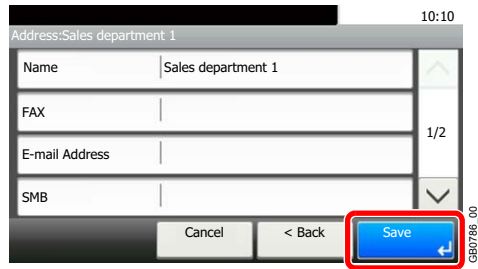 10:10
Address:Sales department 1
Name Sales department 1
FAX
1/2
E-mail Address
SMB
Cancel < Back Save
GB0786_00